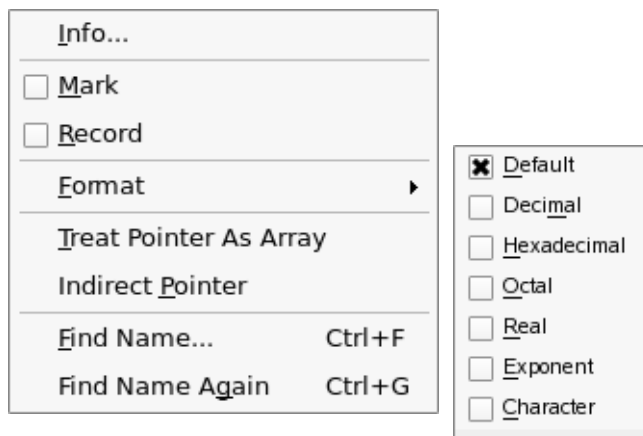 Info...
Mark
Record
Format
Treat Pointer As Array
Indirect Pointer
Find Name... Ctrl+F
Find Name Again Ctrl+G
Default
Decimal
Hexadecimal
Octal
Real
Exponent
Character